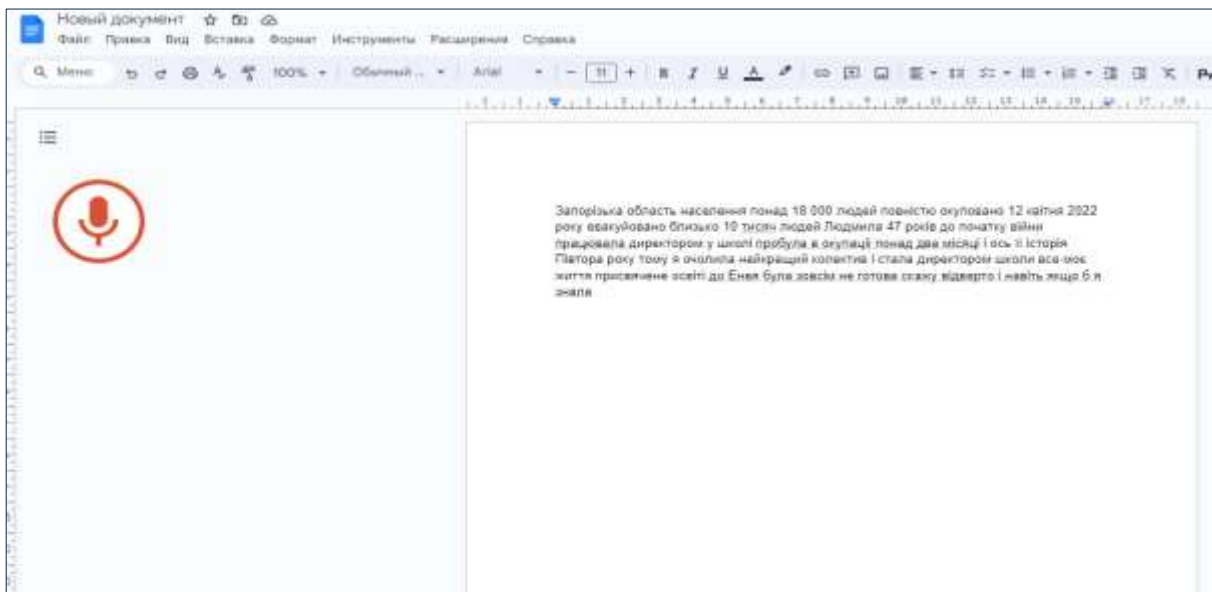 Новый документ
Файл Правка Вид Вставка Формат Инструменты Расширения Справка
Меню 100% Обычный ... Arial 11
Запорізька область населення понад 18 000 людей повністю окуповано 12 квітня 2022
року евакуйовано близько 10 тисяч людей Людмила 47 років до початку війни
працювала директором у школі пробула в окупації понад два місяці і ось її історія
Півтора року тому я очолила найкращий колектив і стала директором школи все моє
життя присвячене освіті до Енея була зовсім не готова скажу відверто і навіть якщо б я
знала